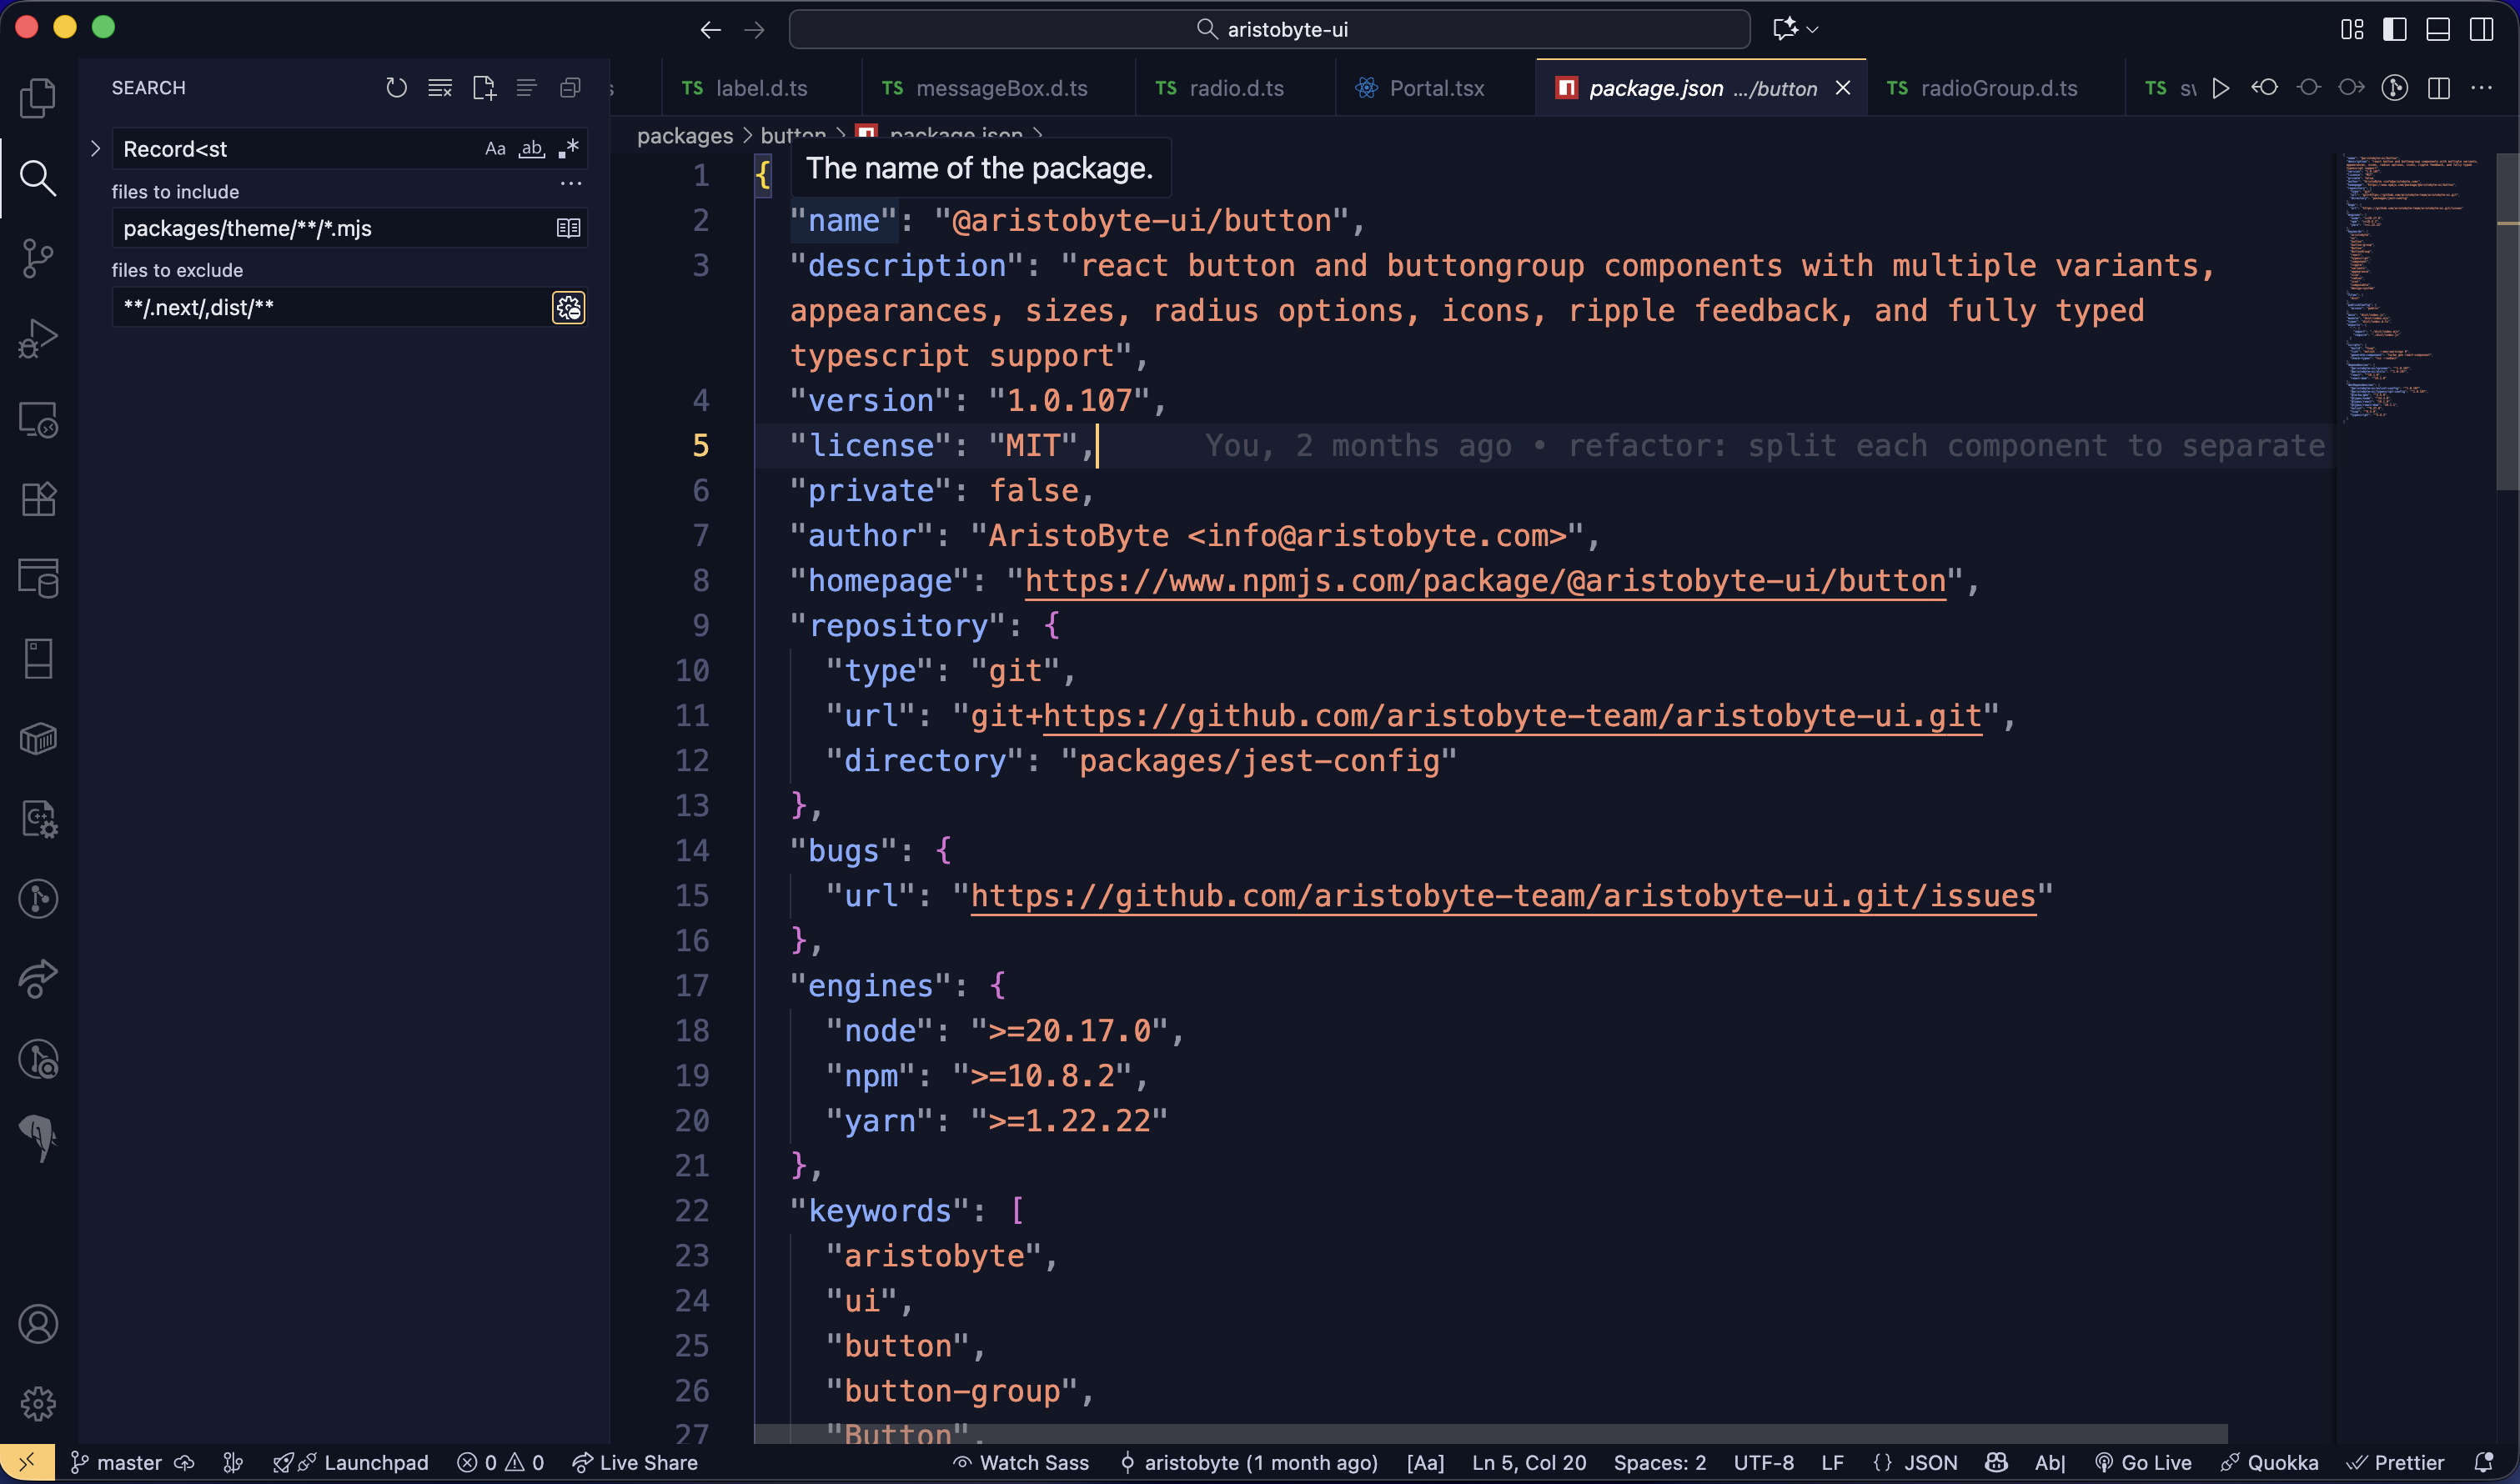 aristobyte-ui
SEARCH
label.d.ts
messageBox.d.ts
radio.d.ts
Portal.tsx
package.json .../button
radioGroup.d.ts
Record<st
Aa ab
files to include
packages/theme/**/*.mjs
files to exclude
**/.next/,dist/**
packages > button > package.json >
The name of the package.
1 {
2 "name": "@aristobyte-ui/button",
3 "description": "react button and buttongroup components with multiple variants,
appearances, sizes, radius options, icons, ripple feedback, and fully typed
typescript support",
4 "version": "1.0.107",
5 "license": "MIT", You, 2 months ago • refactor: split each component to separate
6 "private": false,
7 "author": "AristoByte <info@aristobyte.com>",
8 "homepage": "https://www.npmjs.com/package/@aristobyte-ui/button",
9 "repository": {
10 "type": "git",
11 "url": "git+https://github.com/aristobyte-team/aristobyte-ui.git",
12 "directory": "packages/jest-config"
13 },
14 "bugs": {
15 "url": "https://github.com/aristobyte-team/aristobyte-ui.git/issues"
16 },
17 "engines": {
18 "node": ">=20.17.0",
19 "npm": ">=10.8.2",
20 "yarn": ">=1.22.22"
21 },
22 "keywords": [
23 "aristobyte",
24 "ui",
25 "button",
26 "button-group",
27 "Button",
master Launchpad 0 0 Live Share Watch Sass aristobyte (1 month ago) [Aa] Ln 5, Col 20 Spaces: 2 UTF-8 LF {} JSON Ab| Go Live Quokka Prettier